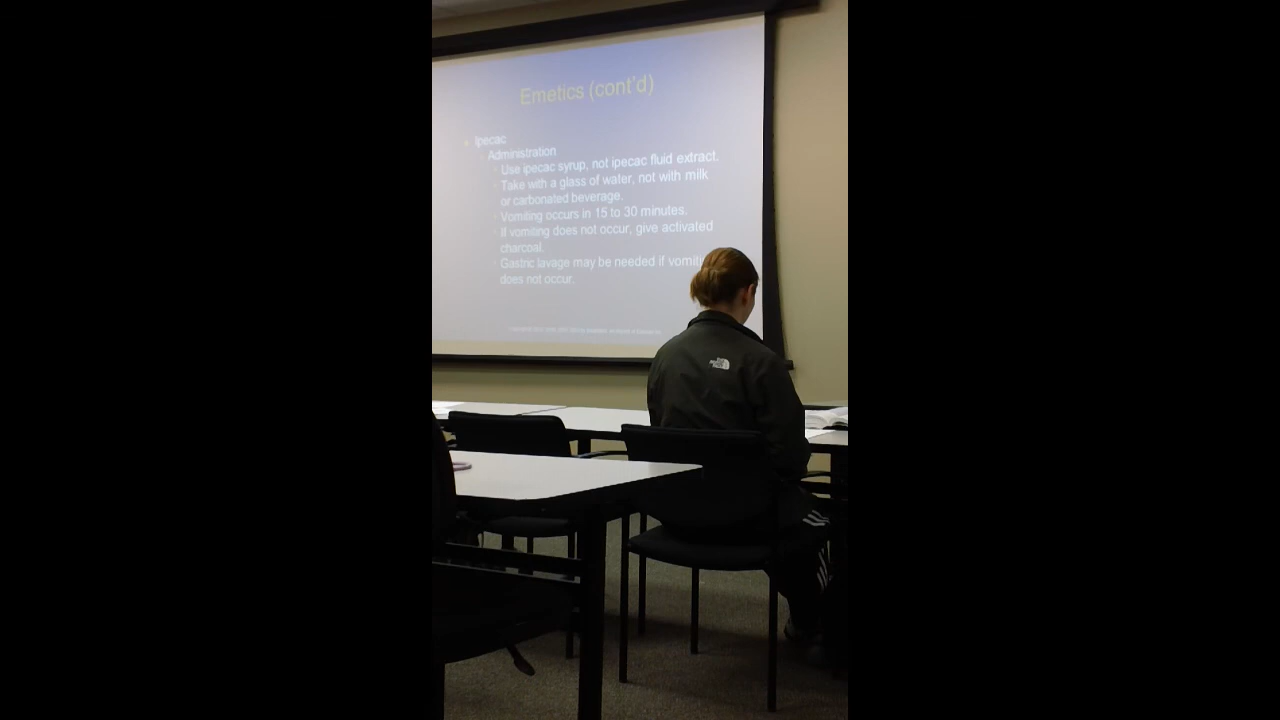 Emetics (cont'd)
Ipecac
Administration
Use ipecac syrup, not ipecac fluid extract.
Take with a glass of water, not with milk
or carbonated beverage.
Vomiting occurs in 15 to 30 minutes.
If vomiting does not occur, give activated
charcoal.
Gastric lavage may be needed if vomiti
does not occur.
THE
NORTH
FACE